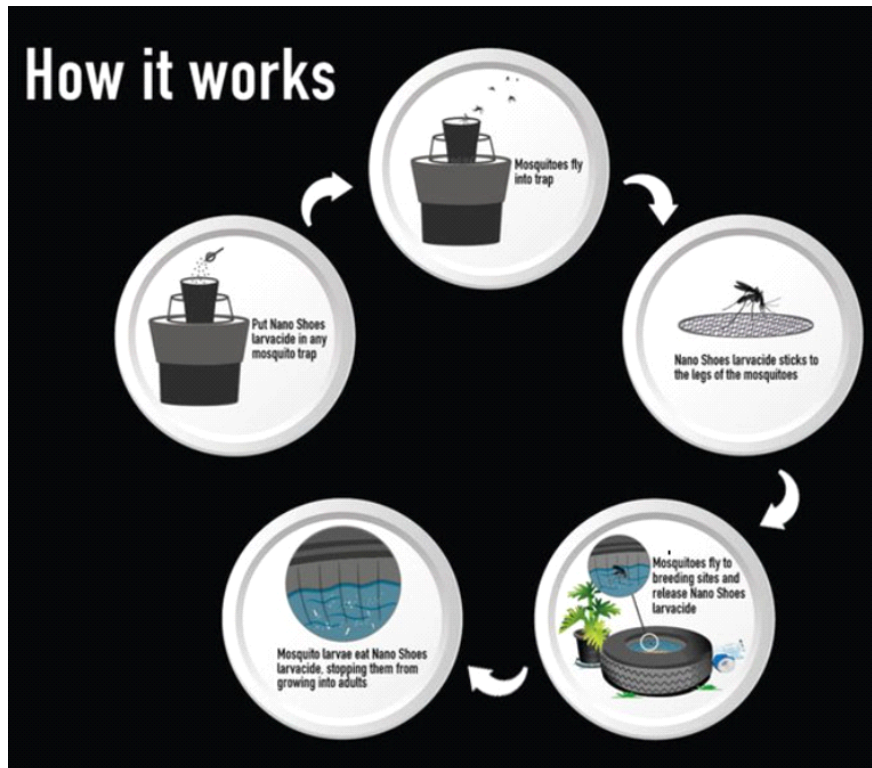 How it works
Mosquitoes fly
into trap
Put Nano Shoes
larvacide in any
mosquito trap
Nano Shoes larvacide sticks to
the legs of the mosquitoes
Mosquitoes fly to
breeding sites and
release Nano Shoes
larvacide
Mosquito larvae eat Nano Shoes
larvacide, stopping them from
growing into adults